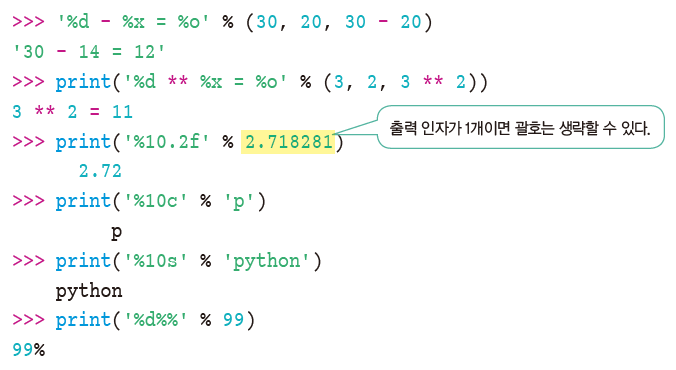 >>> '%d - %x = %o' % (30, 20, 30 - 20)
'30 - 14 = 12'
>>> print('%d ** %x = %o' % (3, 2, 3 ** 2))
3 ** 2 = 11
>>> print('%10.2f' % 2.718281)
출력 인자가 1개이면 괄호는 생략할 수 있다.
      2.72
>>> print('%10c' % 'p')
         p
>>> print('%10s' % 'python')
    python
>>> print('%d%%' % 99)
99%